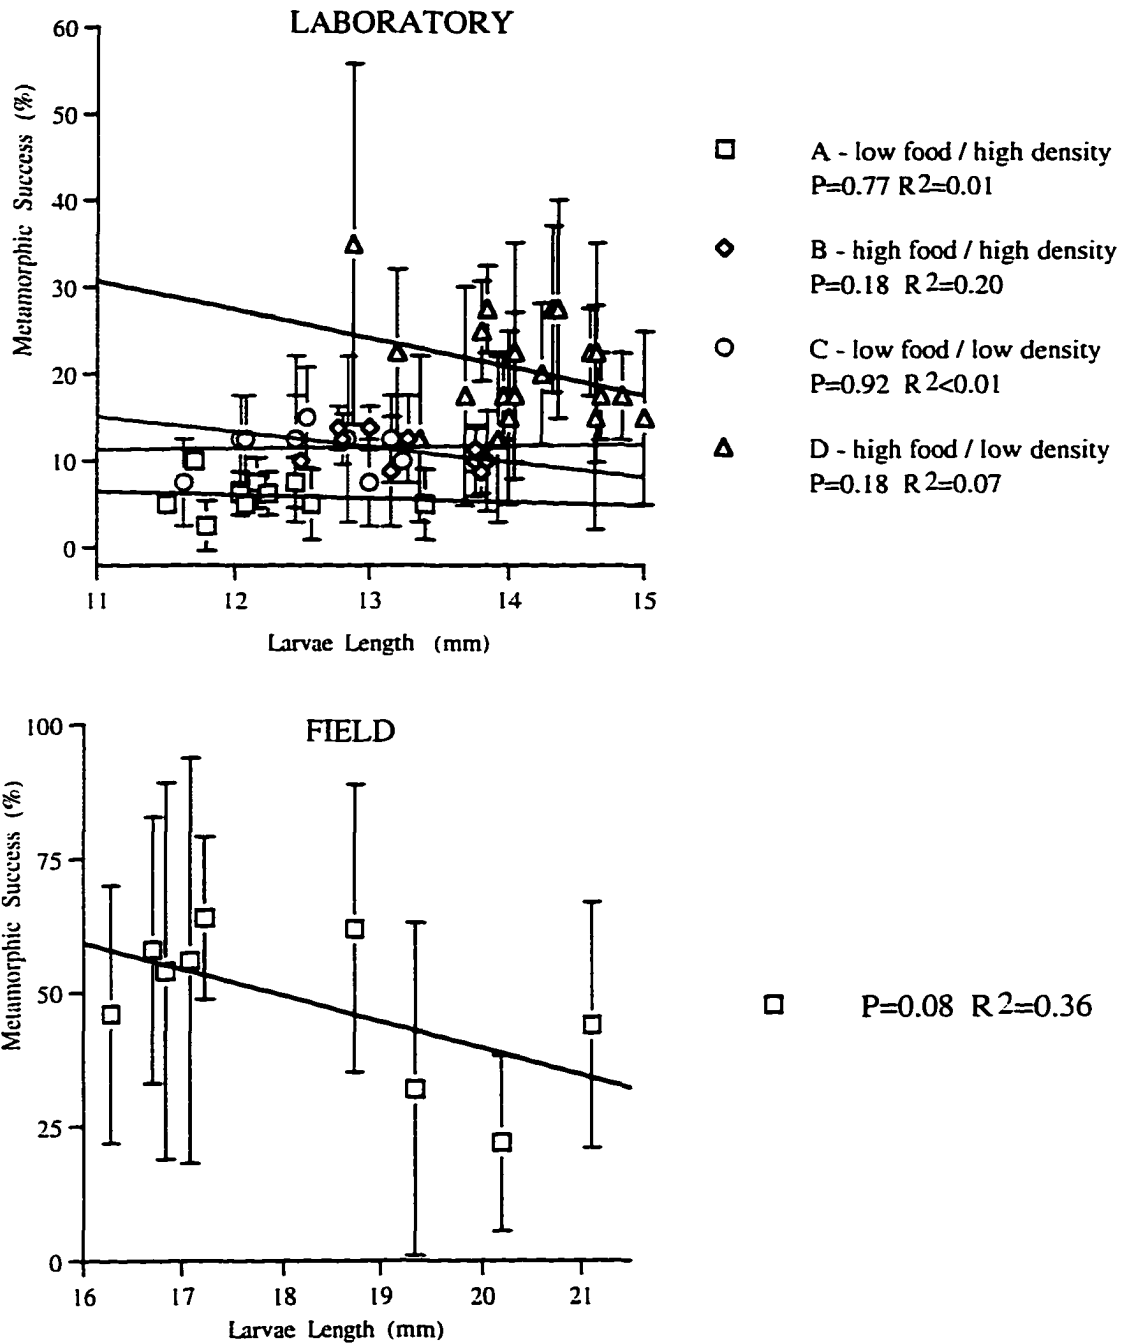 LABORATORY
Metamorphic Success (%)
60
50
40
30
20
10
0
11 12 13 14 15
Larvae Length (mm)
A - low food / high density
P=0.77 R2=0.01
B - high food / high density
P=0.18 R2=0.20
C - low food / low density
P=0.92 R2<0.01
D - high food / low density
P=0.18 R2=0.07
FIELD
Metamorphic Success (%)
100
75
50
25
0
16 17 18 19 20 21
Larvae Length (mm)
P=0.08 R2=0.36